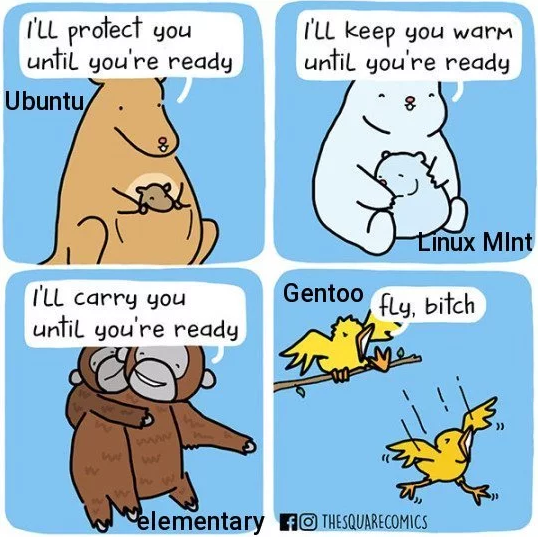 I'll protect you
until you're ready
Ubuntu
I'll keep you warm
until you're ready
Linux MInt
I'll carry you
until you're ready
elementary
Gentoo
fly, bitch
THESQUARECOMICS